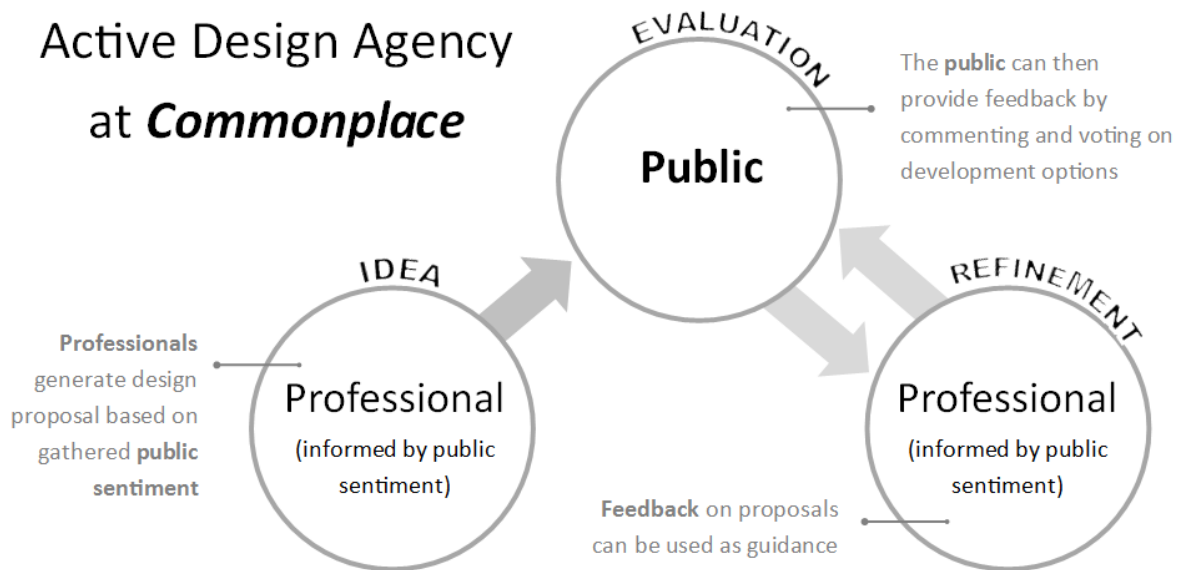 Active Design Agency
at Commonplace
EVALUATION
Public
The public can then
provide feedback by
commenting and voting on
development options
IDEA
Professionals
generate design
proposal based on
gathered public
sentiment
Professional
(informed by public
sentiment)
REFINEMENT
Professional
(informed by public
sentiment)
Feedback on proposals
can be used as guidance